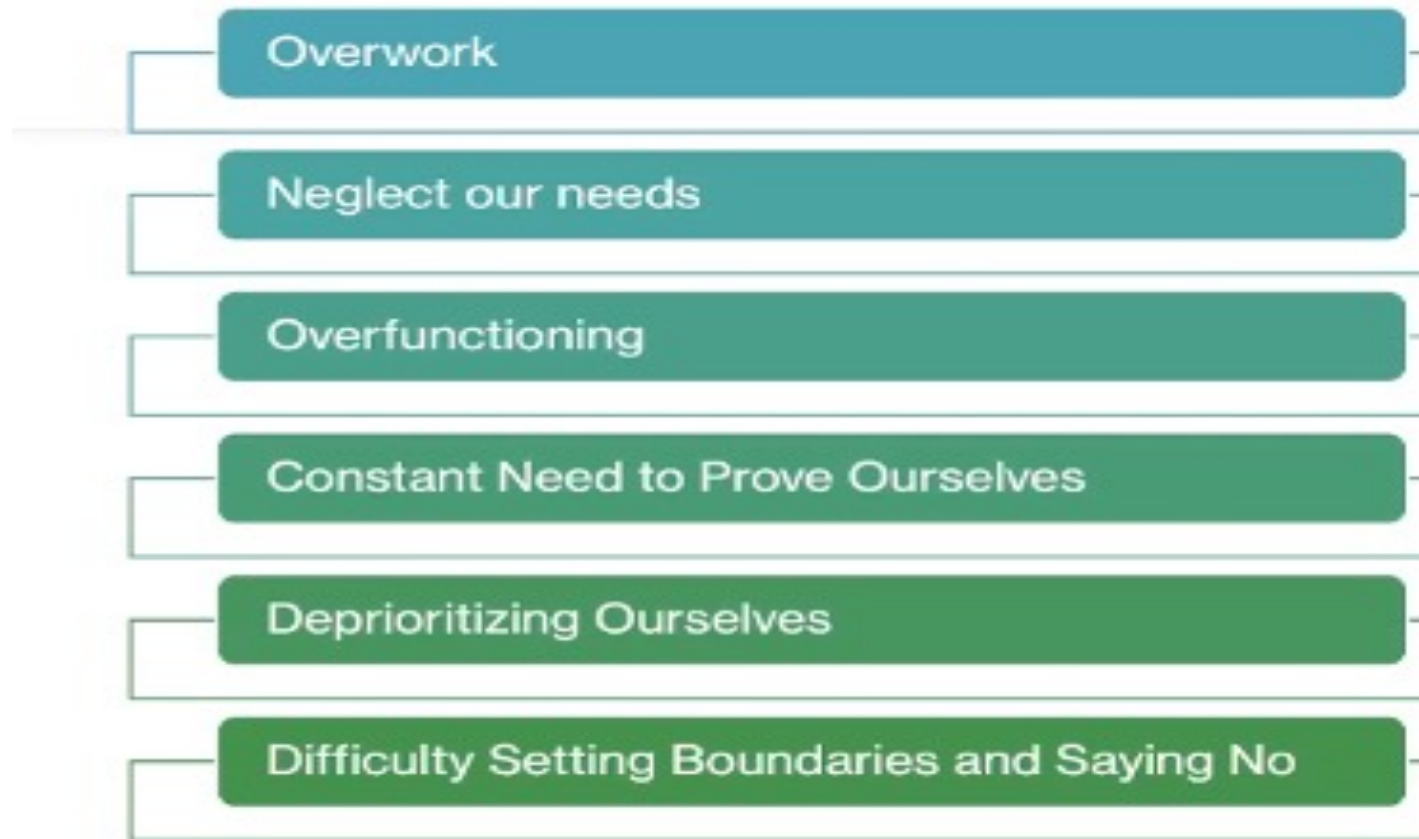 Overwork
Neglect our needs
Overfunctioning
Constant Need to Prove Ourselves
Deprioritizing Ourselves
Difficulty Setting Boundaries and Saying No